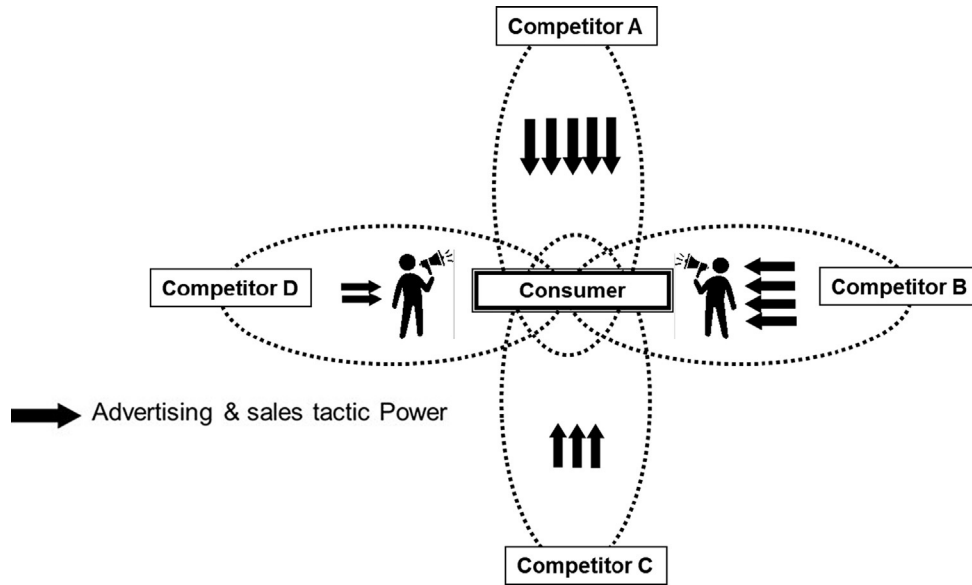 Competitor A
Competitor D
Consumer
Competitor B
Advertising & sales tactic Power
Competitor C